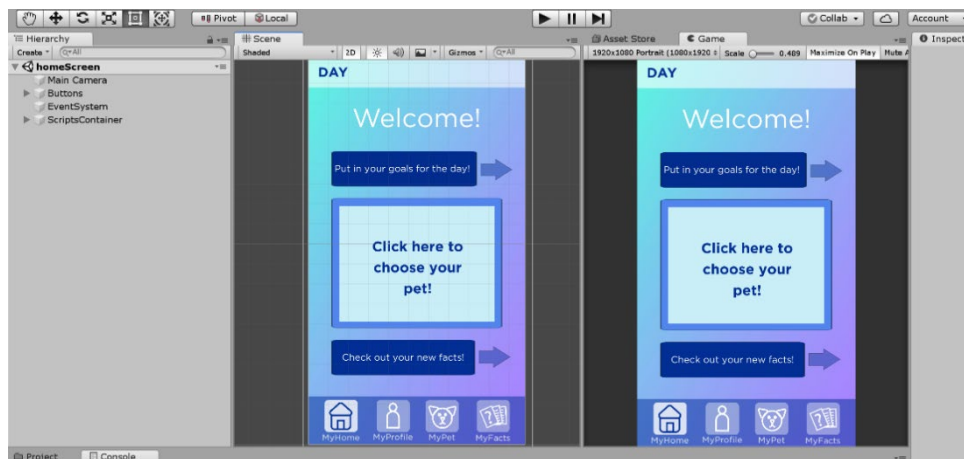 Pivot Local Collab Account
Hierarchy
Create All
homeScreen
Main Camera
Buttons
EventSystem
ScriptsContainer
Scene
Shaded 2D Gizmos All
DAY
Welcome!
Put in your goals for the day!
Click here to
choose your
pet!
Check out your new facts!
MyHome MyProfile MyPet MyFacts
Asset Store Game
1920x1080 Portrait (1080x1920 Scale 0.409 Maximize On Play Mute A
DAY
Welcome!
Put in your goals for the day!
Click here to
choose your
pet!
Check out your new facts!
MyHome MyProfile MyPet MyFacts
Inspect
Project Console